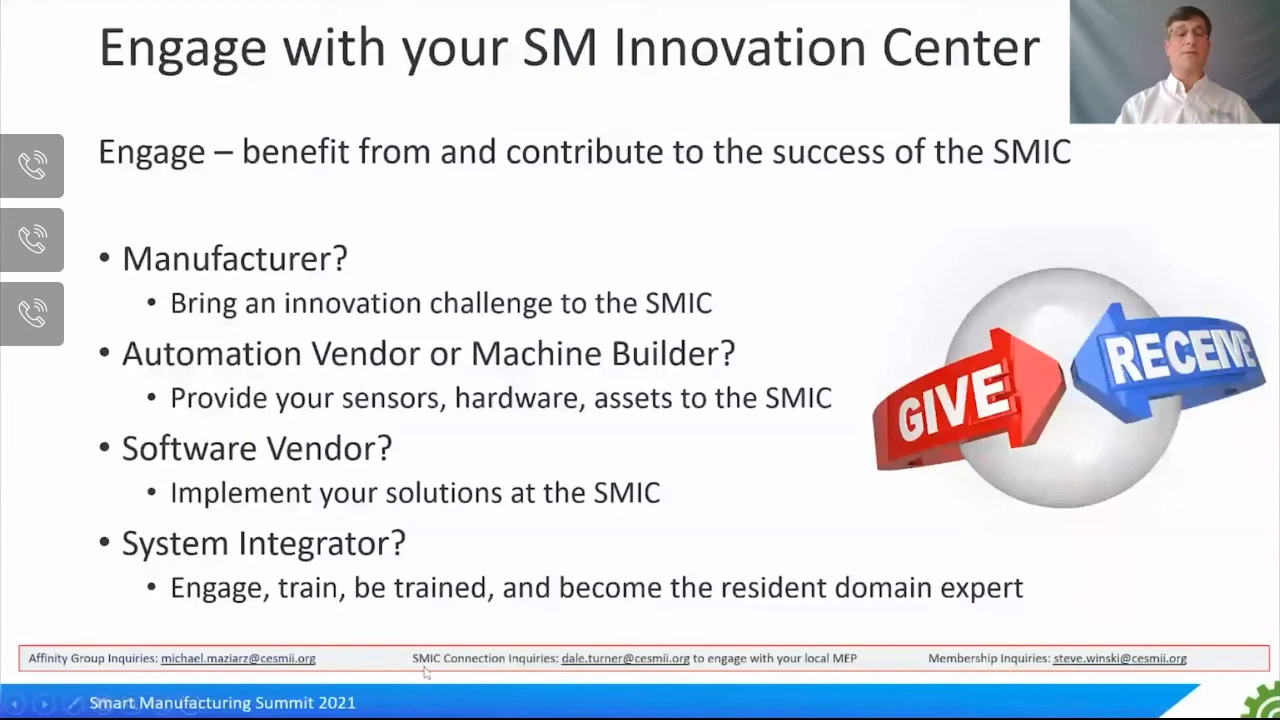 Engage with your SM Innovation Center
Engage – benefit from and contribute to the success of the SMIC
• Manufacturer?
• Bring an innovation challenge to the SMIC
• Automation Vendor or Machine Builder?
• Provide your sensors, hardware, assets to the SMIC
• Software Vendor?
• Implement your solutions at the SMIC
• System Integrator?
• Engage, train, be trained, and become the resident domain expert
GIVE
RECEIVE
Affinity Group Inquiries: michael.maziarz@cesmii.org
SMIC Connection Inquiries: dale.turner@cesmii.org to engage with your local MEP
Membership Inquiries: steve.winski@cesmii.org
Smart Manufacturing Summit 2021